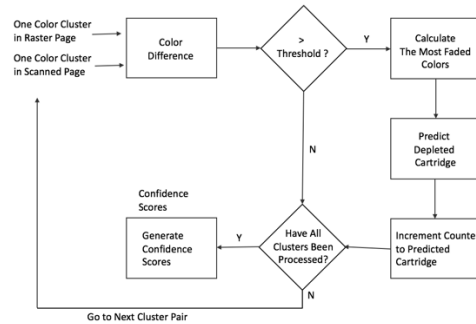 One Color Cluster
in Raster Page
One Color Cluster
in Scanned Page
Color
Difference
>
Threshold ?
Y
Calculate
The Most Faded
Colors
N
Predict
Depleted
Cartridge
Increment Counter
to Predicted
Cartridge
Have All
Clusters Been
Processed?
Y
Confidence
Scores
Generate
Confidence
Scores
N
Go to Next Cluster Pair